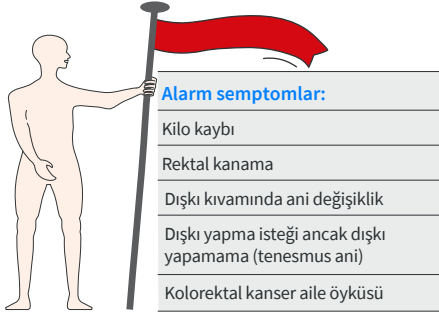 Alarm semptomlar:
Kilo kaybı
Rektal kanama
Dışkı kıvamında ani değişiklik
Dışkı yapma isteği ancak dışkı
yapamama (tenesmus ani)
Kolorektal kanser aile öyküsü